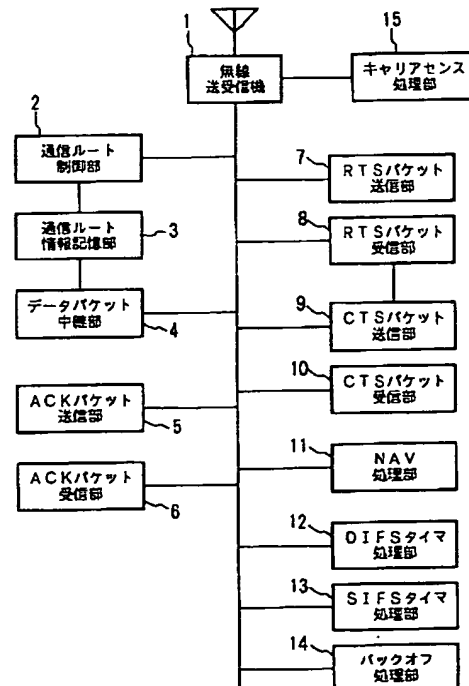 1
無線
送受信機
15
キャリアセンス
処理部
2
通信ルート
制御部
通信ルート
情報記憶部
3
データパケット
中継部
4
ACKパケット
送信部
5
ACKパケット
受信部
6
7
RTSパケット
送信部
8
RTSパケット
受信部
9
CTSパケット
送信部
10
CTSパケット
受信部
11
NAV
処理部
12
DIFSタイマ
処理部
13
SIFSタイマ
処理部
14
バックオフ
処理部